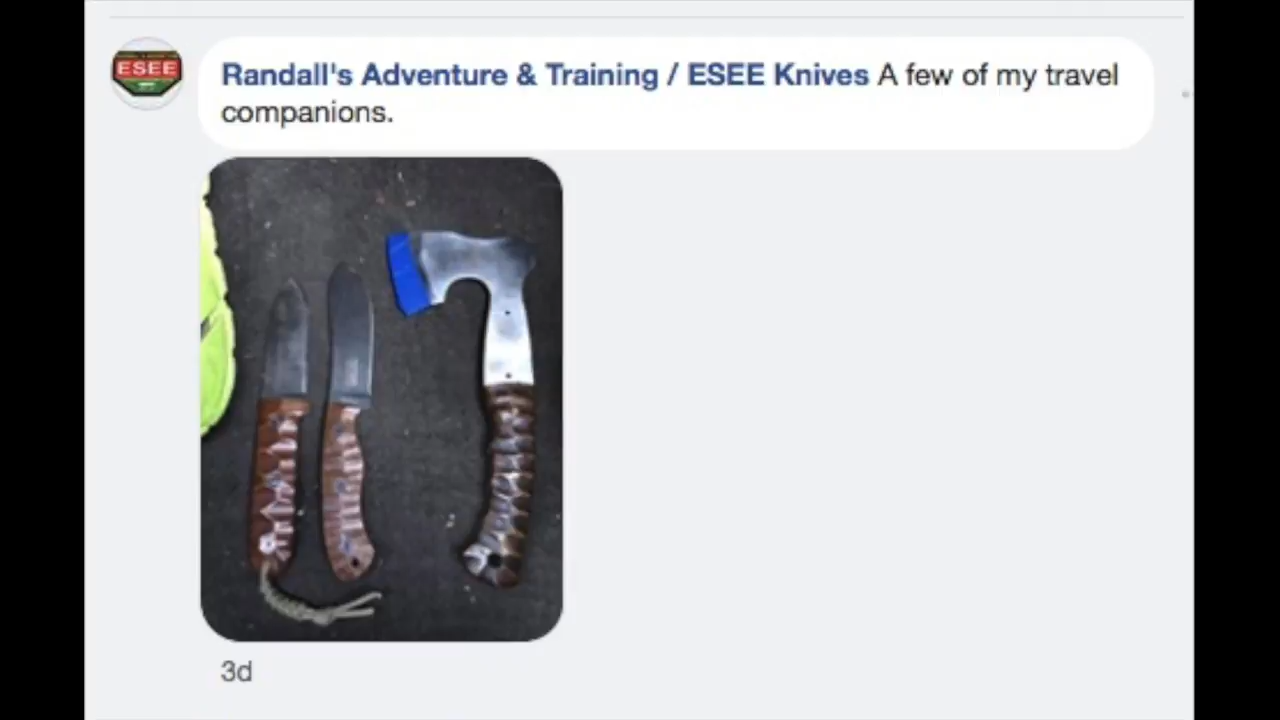 ESEE
Randall's Adventure & Training / ESEE Knives A few of my travel
companions.
3d